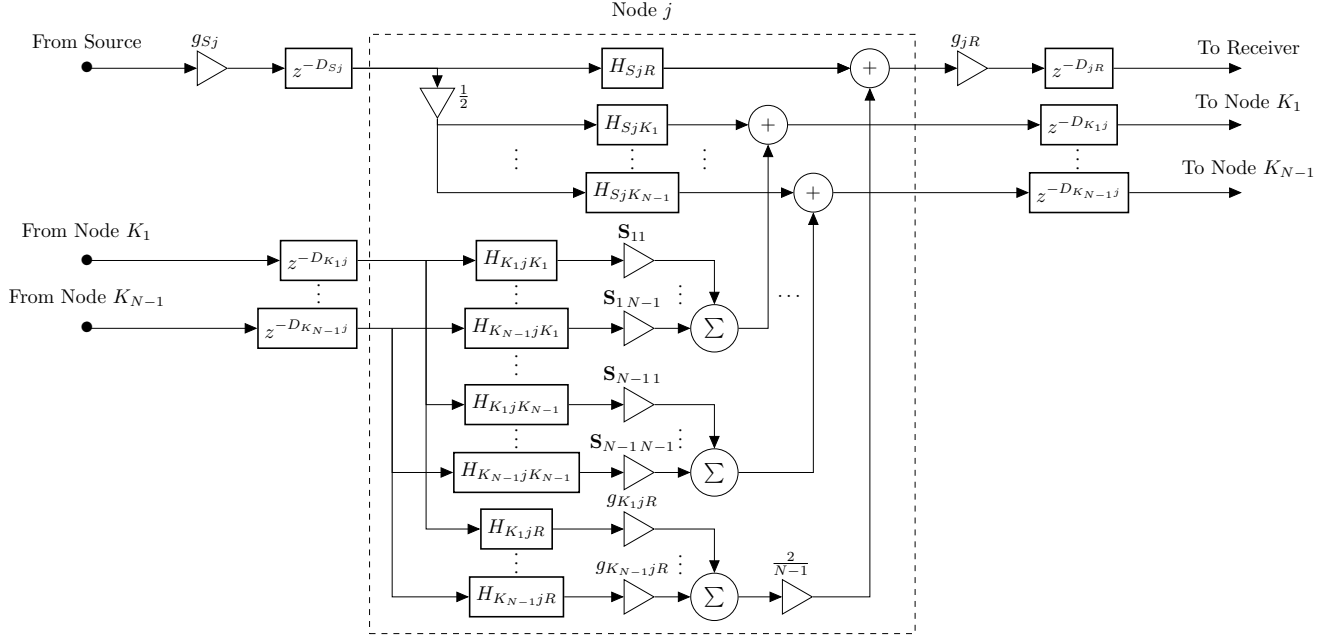 Node j
From Source
g_{Sj}
z^{-D_{Sj}}
H_{SjR}
+
g_{jR}
z^{-D_{jR}}
To Receiver
1/2
H_{SjK_1}
+
z^{-D_{K_1j}}
To Node K_1
⋮ ⋮ ⋮ ⋮
H_{SjK_{N-1}}
+
z^{-D_{K_{N-1}j}}
To Node K_{N-1}
From Node K_1
z^{-D_{K_1j}}
H_{K_1jK_1}
S_{11}
⋮ ⋮ ⋯
From Node K_{N-1}
z^{-D_{K_{N-1}j}}
⋮
H_{K_{N-1}jK_1}
S_{1 N-1}
Σ
⋮
H_{K_1jK_{N-1}}
S_{N-1 1}
⋮ ⋮
H_{K_{N-1}jK_{N-1}}
S_{N-1 N-1}
Σ
H_{K_1jR}
g_{K_1jR}
⋮ ⋮
H_{K_{N-1}jR}
g_{K_{N-1}jR}
Σ
2/(N-1)